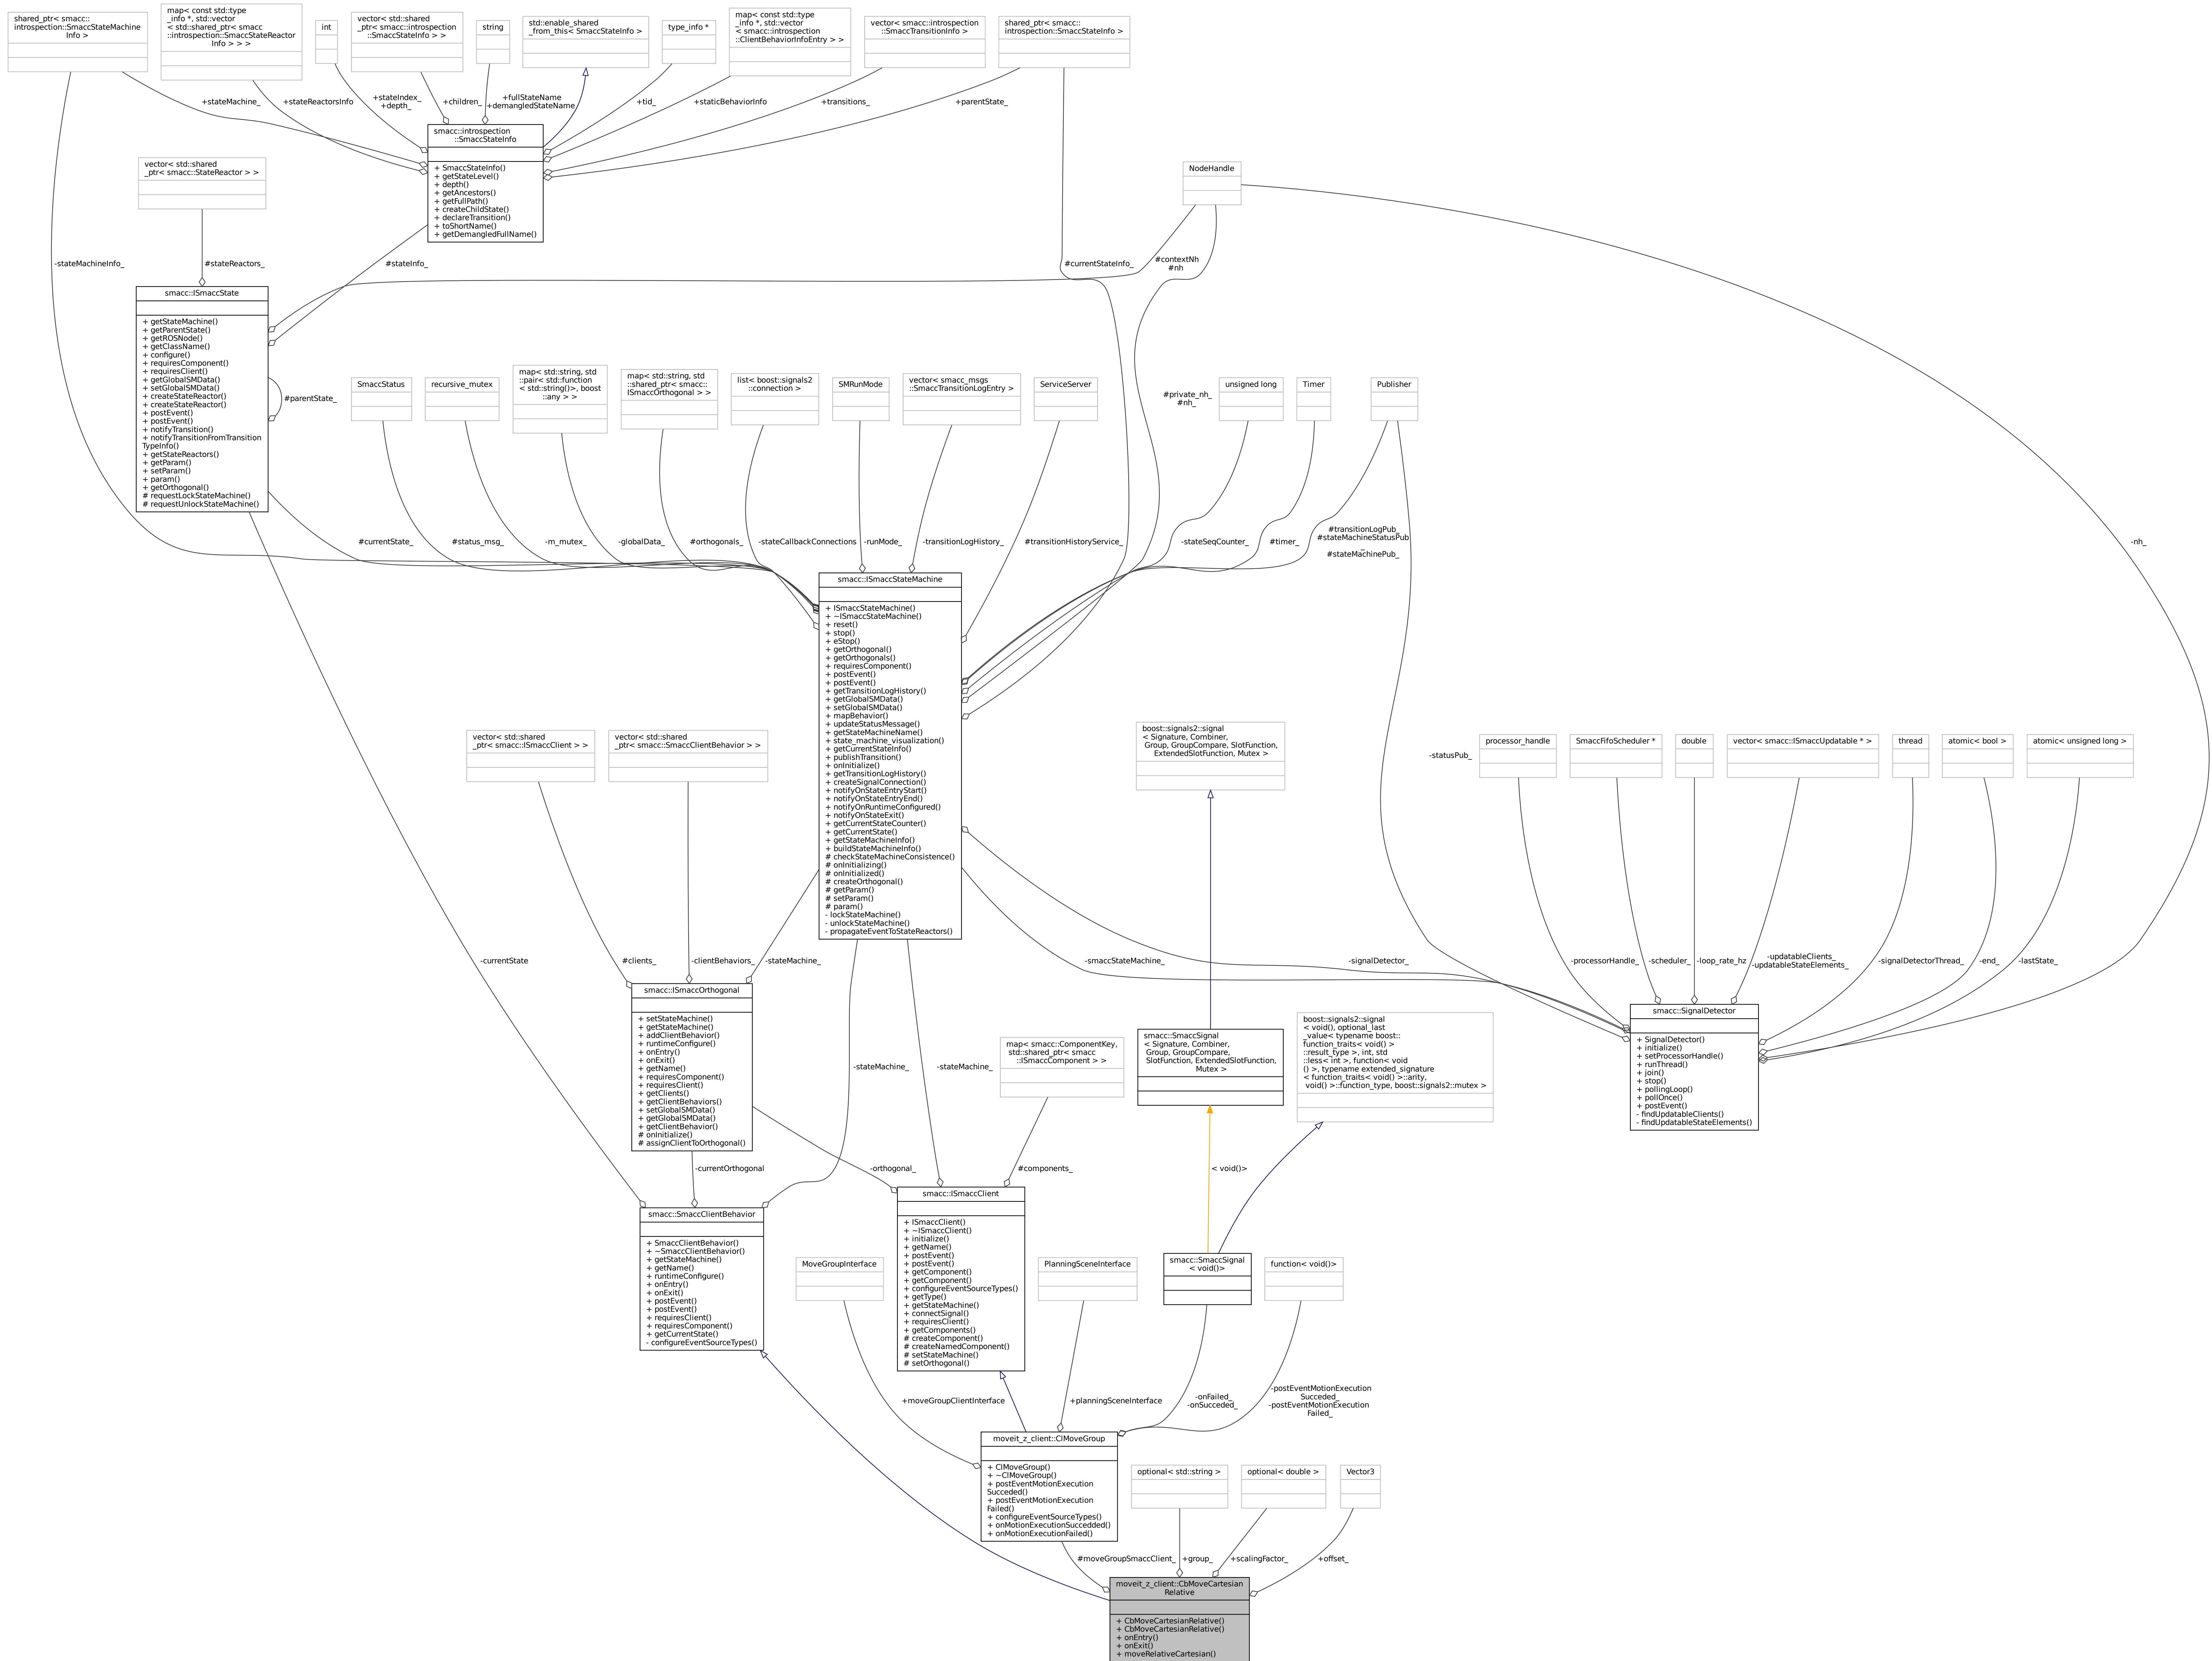 shared_ptr< smacc::
introspection::SmaccStateMachine
Info >
map< const std::type
_info *, std::vector
< std::shared_ptr< smacc
::introspection::SmaccStateReactor
Info > > >
int
vector< std::shared
_ptr< smacc::introspection
::SmaccStateInfo > >
string
std::enable_shared
_from_this< SmaccStateInfo >
type_info *
map< const std::type
_info *, std::vector
< smacc::introspection
::ClientBehaviorInfoEntry > >
vector< smacc::introspection
::SmaccTransitionInfo >
shared_ptr< smacc::
introspection::SmaccStateInfo >
+stateMachine_
+stateReactorsInfo
+stateIndex_
+depth_
+children_
+fullStateName
+demangledStateName
+tid_
+staticBehaviorInfo
+transitions_
+parentState_
smacc::introspection
::SmaccStateInfo
+ SmaccStateInfo()
+ getStateLevel()
+ depth()
+ getAncestors()
+ getFullPath()
+ createChildState()
+ declareTransition()
+ toShortName()
+ getDemangledFullName()
vector< std::shared
_ptr< smacc::StateReactor > >
NodeHandle
-stateMachineInfo_
#stateReactors_
#stateInfo_
#currentStateInfo_
#contextNh
#nh
smacc::ISmaccState
+ getStateMachine()
+ getParentState()
+ getROSNode()
+ getClassName()
+ configure()
+ requiresComponent()
+ requiresClient()
+ getGlobalSMData()
+ setGlobalSMData()
+ createStateReactor()
+ createStateReactor()
+ postEvent()
+ postEvent()
+ notifyTransition()
+ notifyTransitionFromTransition
TypeInfo()
+ getStateReactors()
+ getParam()
+ setParam()
+ param()
+ getOrthogonal()
# requestLockStateMachine()
# requestUnlockStateMachine()
#parentState_
SmaccStatus
recursive_mutex
map< std::string, std
::pair< std::function
< std::string()>, boost
::any > >
map< std::string, std
::shared_ptr< smacc::
ISmaccOrthogonal > >
list< boost::signals2
::connection >
SMRunMode
vector< smacc_msgs
::SmaccTransitionLogEntry >
ServiceServer
#private_nh_
#nh_
unsigned long
Timer
Publisher
#currentState_
#status_msg_
-m_mutex_
-globalData_
#orthogonals_
-stateCallbackConnections
-runMode_
-transitionLogHistory_
#transitionHistoryService_
-stateSeqCounter_
#timer_
#transitionLogPub_
#stateMachineStatusPub
_
#stateMachinePub_
-nh_
smacc::ISmaccStateMachine
+ ISmaccStateMachine()
+ ~ISmaccStateMachine()
+ reset()
+ stop()
+ eStop()
+ getOrthogonal()
+ getOrthogonals()
+ requiresComponent()
+ postEvent()
+ postEvent()
+ getTransitionLogHistory()
+ getGlobalSMData()
+ setGlobalSMData()
+ mapBehavior()
+ updateStatusMessage()
+ getStateMachineName()
+ state_machine_visualization()
+ getCurrentStateInfo()
+ publishTransition()
+ onInitialize()
+ getTransitionLogHistory()
+ createSignalConnection()
+ notifyOnStateEntryStart()
+ notifyOnStateEntryEnd()
+ notifyOnRuntimeConfigured()
+ notifyOnStateExit()
+ getCurrentStateCounter()
+ getCurrentState()
+ getStateMachineInfo()
+ buildStateMachineInfo()
# checkStateMachineConsistence()
# onInitializing()
# onInitialized()
# createOrthogonal()
# getParam()
# setParam()
# param()
- lockStateMachine()
- unlockStateMachine()
- propagateEventToStateReactors()
vector< std::shared
_ptr< smacc::ISmaccClient > >
vector< std::shared
_ptr< smacc::SmaccClientBehavior > >
boost::signals2::signal
< Signature, Combiner,
Group, GroupCompare, SlotFunction,
ExtendedSlotFunction, Mutex >
-statusPub_
processor_handle
SmaccFifoScheduler *
double
vector< smacc::ISmaccUpdatable * >
thread
atomic< bool >
atomic< unsigned long >
-currentState
#clients_
-clientBehaviors_
-stateMachine_
-smaccStateMachine_
-signalDetector_
-processorHandle_
-scheduler_
-loop_rate_hz
-updatableClients_
-updatableStateElements_
-signalDetectorThread_
-end_
-lastState_
smacc::ISmaccOrthogonal
+ setStateMachine()
+ getStateMachine()
+ addClientBehavior()
+ runtimeConfigure()
+ onEntry()
+ onExit()
+ getName()
+ requiresComponent()
+ requiresClient()
+ getClients()
+ getClientBehaviors()
+ setGlobalSMData()
+ getGlobalSMData()
+ getClientBehavior()
# onInitialize()
# assignClientToOrthogonal()
-stateMachine_
-stateMachine_
map< smacc::ComponentKey,
std::shared_ptr< smacc
::ISmaccComponent > >
smacc::SmaccSignal
< Signature, Combiner,
Group, GroupCompare,
SlotFunction, ExtendedSlotFunction,
Mutex >
boost::signals2::signal
< void(), optional_last
_value< typename boost::
function_traits< void() >
::result_type >, int, std
::less< int >, function< void
() >, typename extended_signature
< function_traits< void() >::arity,
void() >::function_type, boost::signals2::mutex >
smacc::SignalDetector
+ SignalDetector()
+ initialize()
+ setProcessorHandle()
+ runThread()
+ join()
+ stop()
+ pollingLoop()
+ pollOnce()
+ postEvent()
- findUpdatableClients()
- findUpdatableStateElements()
-currentOrthogonal
-orthogonal_
#components_
< void()>
smacc::SmaccClientBehavior
+ SmaccClientBehavior()
+ ~SmaccClientBehavior()
+ getStateMachine()
+ getName()
+ runtimeConfigure()
+ onEntry()
+ onExit()
+ postEvent()
+ postEvent()
+ requiresClient()
+ requiresComponent()
+ getCurrentState()
- configureEventSourceTypes()
MoveGroupInterface
smacc::ISmaccClient
+ ISmaccClient()
+ ~ISmaccClient()
+ initialize()
+ getName()
+ postEvent()
+ postEvent()
+ getComponent()
+ getComponent()
+ configureEventSourceTypes()
+ getType()
+ getStateMachine()
+ connectSignal()
+ requiresClient()
+ getComponents()
# createComponent()
# createNamedComponent()
# setStateMachine()
# setOrthogonal()
PlanningSceneInterface
smacc::SmaccSignal
< void()>
function< void()>
+moveGroupClientInterface
+planningSceneInterface
-onFailed_
-onSucceded_
-postEventMotionExecution
Succeded_
-postEventMotionExecution
Failed_
moveit_z_client::ClMoveGroup
+ ClMoveGroup()
+ ~ClMoveGroup()
+ postEventMotionExecution
Succeded()
+ postEventMotionExecution
Failed()
+ configureEventSourceTypes()
+ onMotionExecutionSuccedded()
+ onMotionExecutionFailed()
optional< std::string >
optional< double >
Vector3
#moveGroupSmaccClient_
+group_
+scalingFactor_
+offset_
moveit_z_client::CbMoveCartesian
Relative
+ CbMoveCartesianRelative()
+ CbMoveCartesianRelative()
+ onEntry()
+ onExit()
+ moveRelativeCartesian()